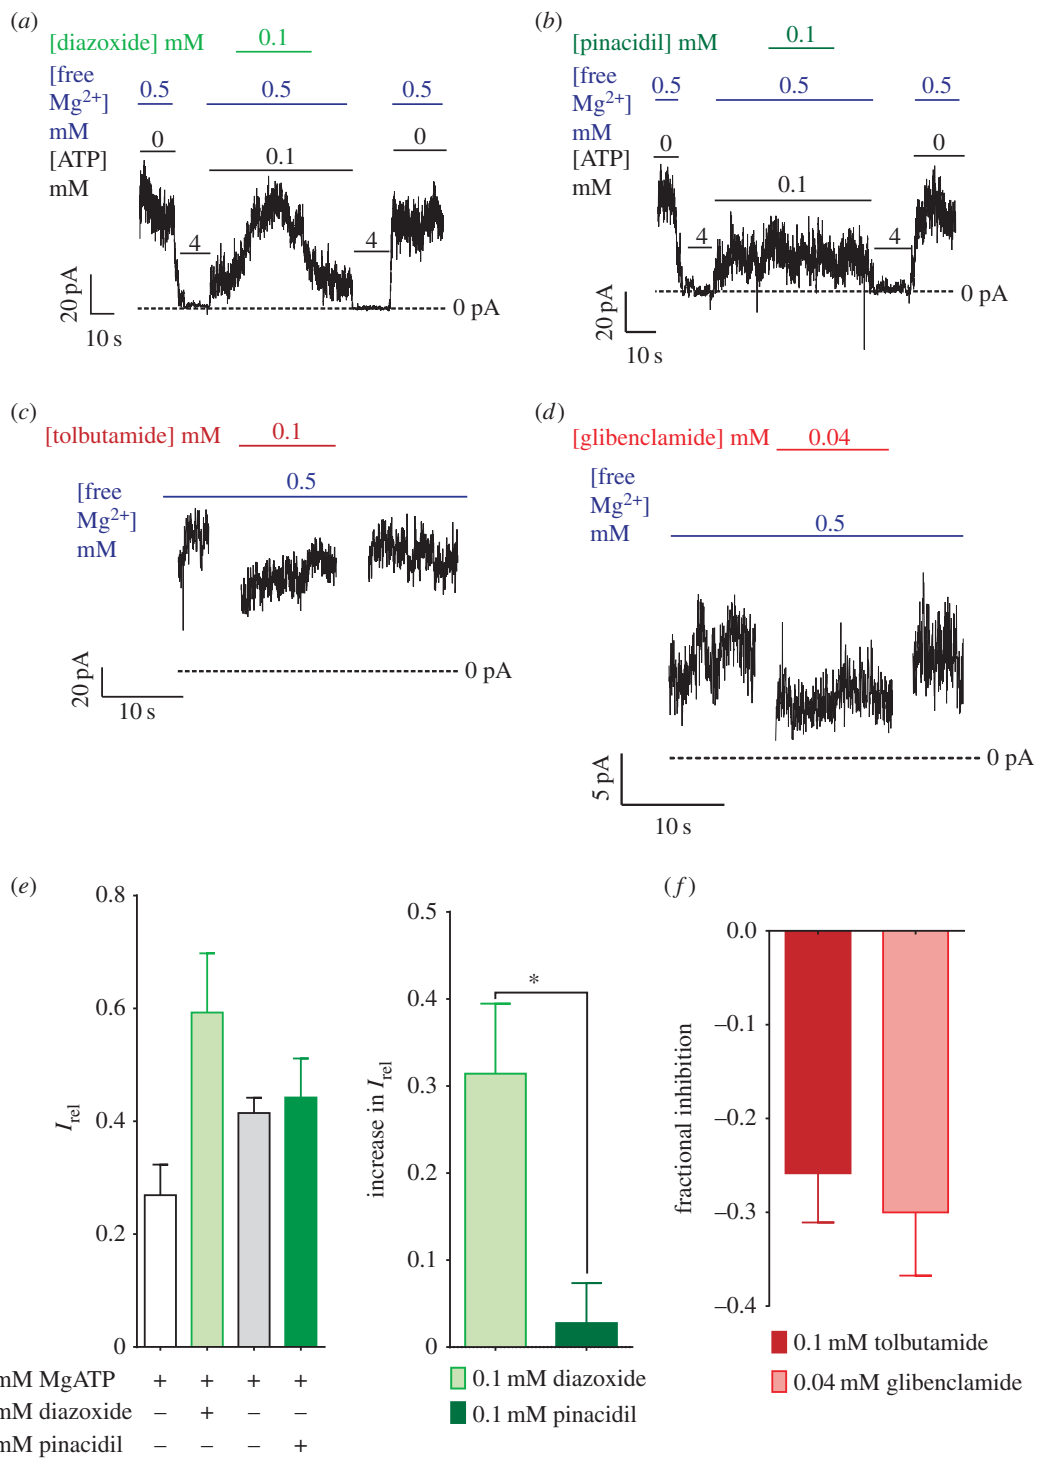 (a)
[diazoxide] mM 0.1
[free
Mg2+]
mM
0.5 0.5 0.5
[ATP]
mM
0 4 0.1 4 0
20 pA
10 s
0 pA
(b)
[pinacidil] mM 0.1
[free
Mg2+]
mM
0.5 0.5 0.5
[ATP]
mM
0 4 0.1 4 0
20 pA
10 s
0 pA
(c)
[tolbutamide] mM 0.1
[free
Mg2+]
mM
0.5
20 pA
10 s
0 pA
(d)
[glibenclamide] mM 0.04
[free
Mg2+]
mM
0.5
5 pA
10 s
0 pA
(e)
0.8
0.6
0.4
0.2
0
Irel
mM MgATP + + + +
mM diazoxide – + – –
mM pinacidil – – – +
0.5
0.4
0.3
0.2
0.1
0
increase in Irel
*
0.1 mM diazoxide
0.1 mM pinacidil
(f)
0.0
–0.1
–0.2
–0.3
–0.4
fractional inhibition
0.1 mM tolbutamide
0.04 mM glibenclamide